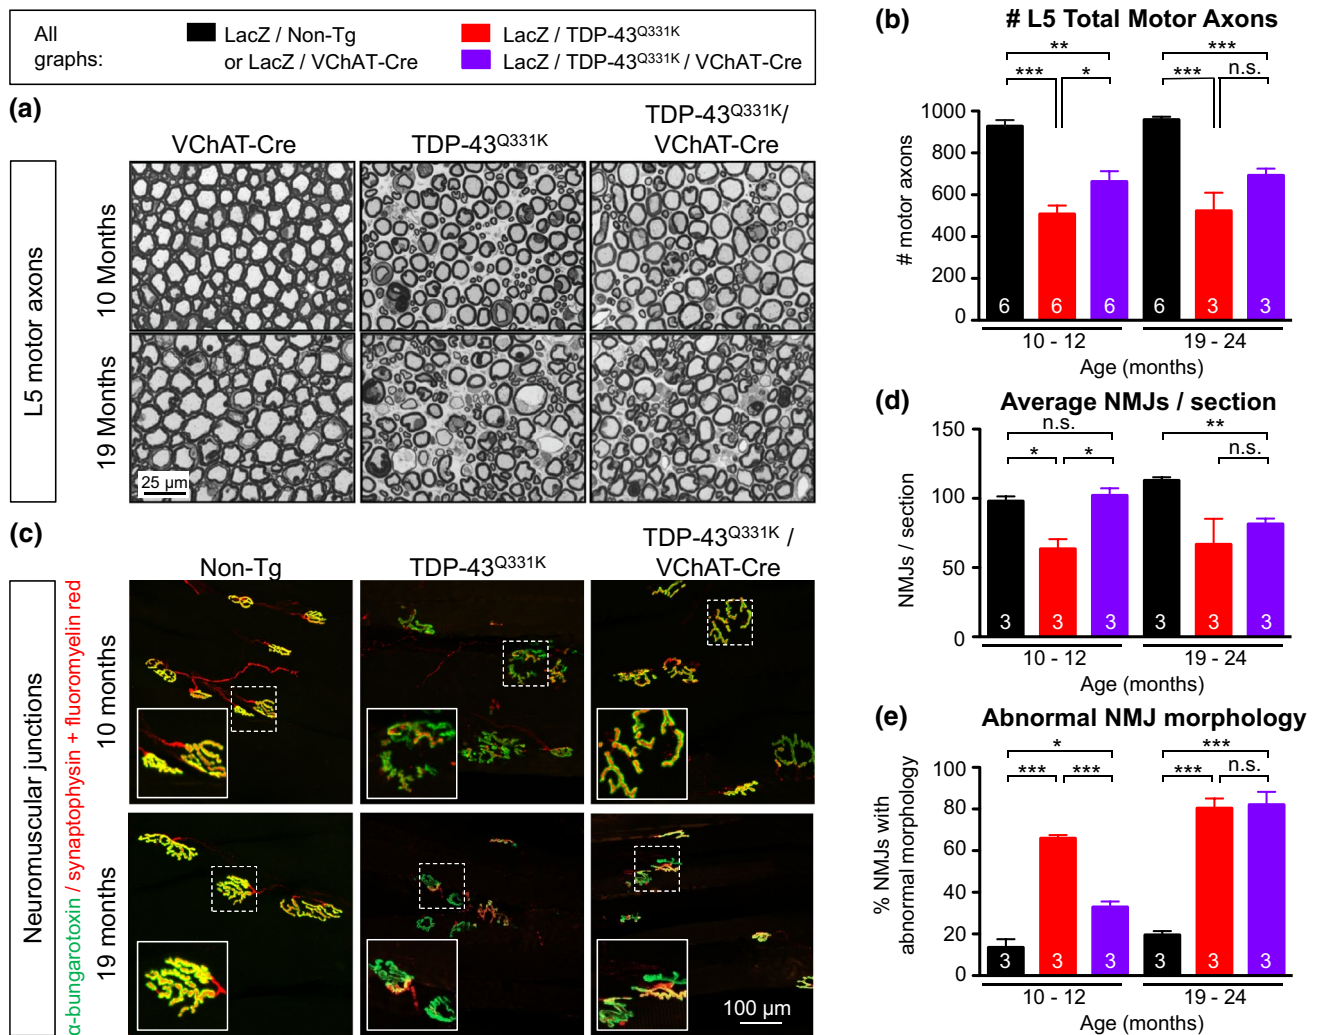 All
graphs:
LacZ / Non-Tg
or LacZ / VChAT-Cre
LacZ / TDP-43Q331K
LacZ / TDP-43Q331K / VChAT-Cre
(a)
VChAT-Cre
TDP-43Q331K
TDP-43Q331K/
VChAT-Cre
L5 motor axons
10 Months
19 Months
25 µm
(b)
# L5 Total Motor Axons
**
***
*
***
***
n.s.
# motor axons
1000
800
600
400
200
0
6
6
6
6
3
3
10 - 12
19 - 24
Age (months)
(c)
Non-Tg
TDP-43Q331K
TDP-43Q331K /
VChAT-Cre
Neuromuscular junctions
α-bungarotoxin / synaptophysin + fluoromyelin red
10 months
19 months
100 µm
(d)
Average NMJs / section
n.s.
*
*
**
n.s.
NMJs / section
150
100
50
0
3
3
3
3
3
3
10 - 12
19 - 24
Age (months)
(e)
Abnormal NMJ morphology
*
***
***
***
***
n.s.
% NMJs with
abnormal morphology
100
80
60
40
20
0
3
3
3
3
3
3
10 - 12
19 - 24
Age (months)